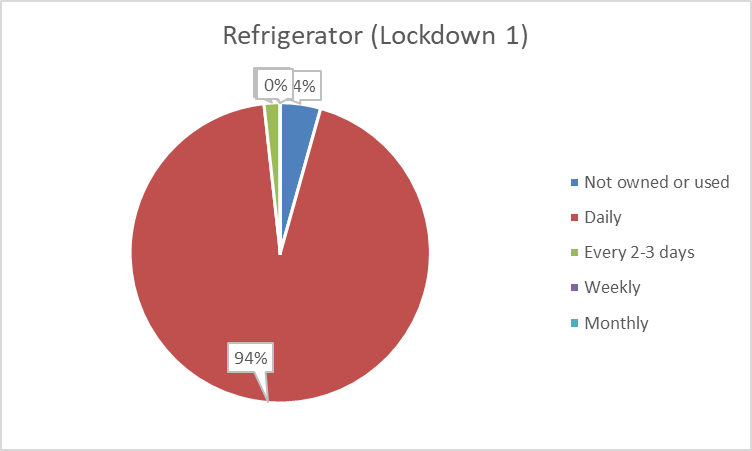 Refrigerator (Lockdown 1)
0%
4%
Not owned or used
Daily
Every 2-3 days
Weekly
Monthly
94%